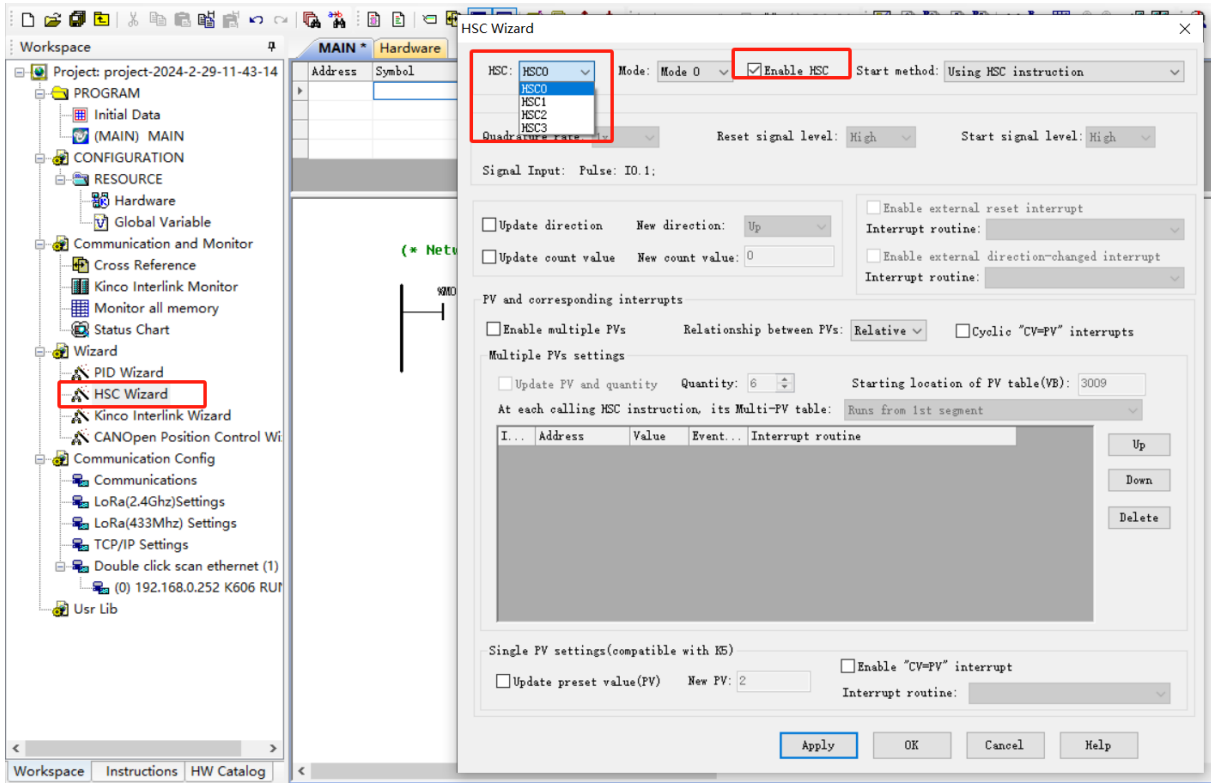 HSC Wizard
Workspace
MAIN *
Hardware
Address
Symbol
Project: project-2024-2-29-11-43-14
PROGRAM
Initial Data
(MAIN) MAIN
CONFIGURATION
RESOURCE
Hardware
Global Variable
Communication and Monitor
Cross Reference
Kinco Interlink Monitor
Monitor all memory
Status Chart
Wizard
PID Wizard
HSC Wizard
Kinco Interlink Wizard
CANOpen Position Control Wi
Communication Config
Communications
LoRa(2.4Ghz)Settings
LoRa(433Mhz) Settings
TCP/IP Settings
Double click scan ethernet (1)
(0) 192.168.0.252 K606 RUN
Usr Lib
Workspace
Instructions
HW Catalog
(* Netw
%M0
HSC: HSC0 Mode: Mode 0 Enable HSC Start method: Using HSC instruction
HSC0
HSC1
HSC2
HSC3
Quadrature rate 1x Reset signal level: High Start signal level: High
Signal Input: Pulse: I0.1;
Update direction New direction: Up
Update count value New count value: 0
Enable external reset interrupt
Interrupt routine:
Enable external direction-changed interrupt
Interrupt routine:
PV and corresponding interrupts
Enable multiple PVs Relationship between PVs: Relative Cyclic "CV=PV" interrupts
Multiple PVs settings
Update PV and quantity Quantity: 6 Starting location of PV table(VB): 3009
At each calling HSC instruction, its Multi-PV table: Runs from 1st segment
I... Address Value Event... Interrupt routine
Up
Down
Delete
Single PV settings(compatible with K5)
Update preset value(PV) New PV: 2
Enable "CV=PV" interrupt
Interrupt routine:
Apply OK Cancel Help